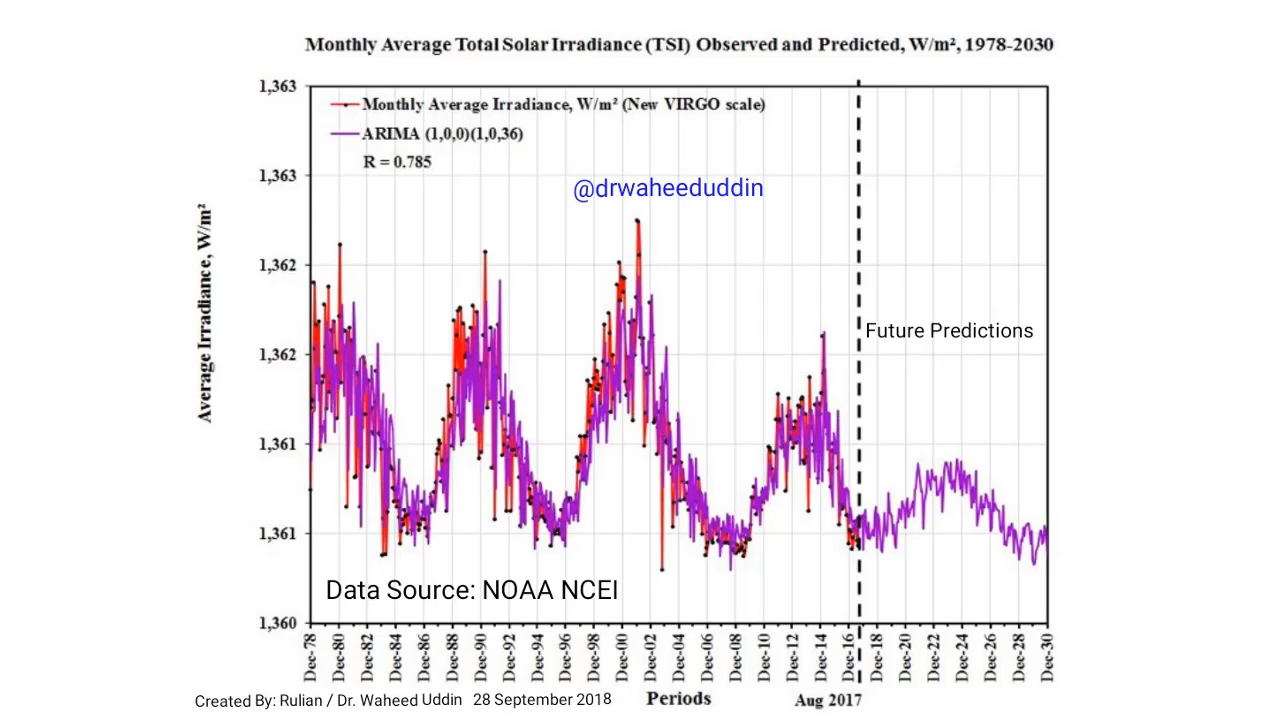 Monthly Average Total Solar Irradiance (TSI) Observed and Predicted, W/m², 1978-2030
1,363
Monthly Average Irradiance, W/m² (New VIRGO scale)
ARIMA (1,0,0)(1,0,36)
R = 0.785
1,363
@drwaheeduddin
Average Irradiance, W/m²
1,362
Future Predictions
1,362
1,361
1,361
Data Source: NOAA NCEI
1,360
Dec-78 Dec-80 Dec-82 Dec-84 Dec-86 Dec-88 Dec-90 Dec-92 Dec-94 Dec-96 Dec-98 Dec-00 Dec-02 Dec-04 Dec-06 Dec-08 Dec-10 Dec-12 Dec-14 Dec-16 Dec-18 Dec-20 Dec-22 Dec-24 Dec-26 Dec-28 Dec-30
Created By: Rulian / Dr. Waheed Uddin 28 September 2018 Periods Aug 2017